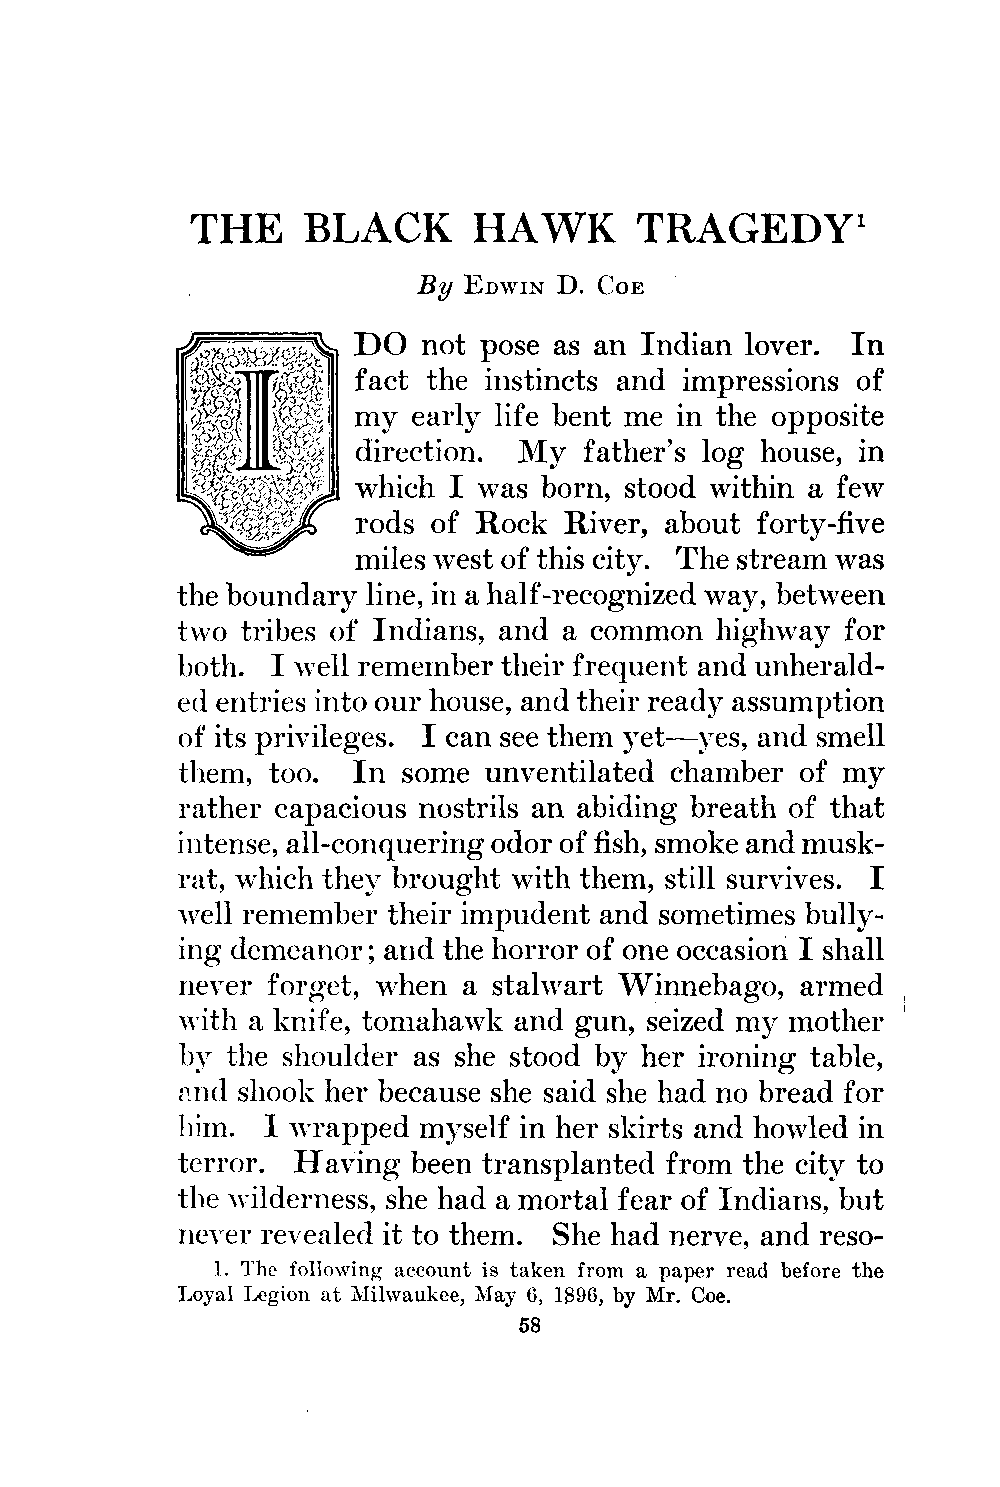 THE BLACK HAWK TRAGEDY¹
By EDWIN D. COE
I DO not pose as an Indian lover. In
fact the instincts and impressions of
my early life bent me in the opposite
direction. My father's log house, in
which I was born, stood within a few
rods of Rock River, about forty-five
miles west of this city. The stream was
the boundary line, in a half-recognized way, between
two tribes of Indians, and a common highway for
both. I well remember their frequent and unherald-
ed entries into our house, and their ready assumption
of its privileges. I can see them yet—yes, and smell
them, too. In some unventilated chamber of my
rather capacious nostrils an abiding breath of that
intense, all-conquering odor of fish, smoke and musk-
rat, which they brought with them, still survives. I
well remember their impudent and sometimes bully-
ing demeanor; and the horror of one occasion I shall
never forget, when a stalwart Winnebago, armed
with a knife, tomahawk and gun, seized my mother
by the shoulder as she stood by her ironing table,
and shook her because she said she had no bread for
him. I wrapped myself in her skirts and howled in
terror. Having been transplanted from the city to
the wilderness, she had a mortal fear of Indians, but
never revealed it to them. She had nerve, and reso-
1. The following account is taken from a paper read before the
Loyal Legion at Milwaukee, May 6, 1896, by Mr. Coe.
58